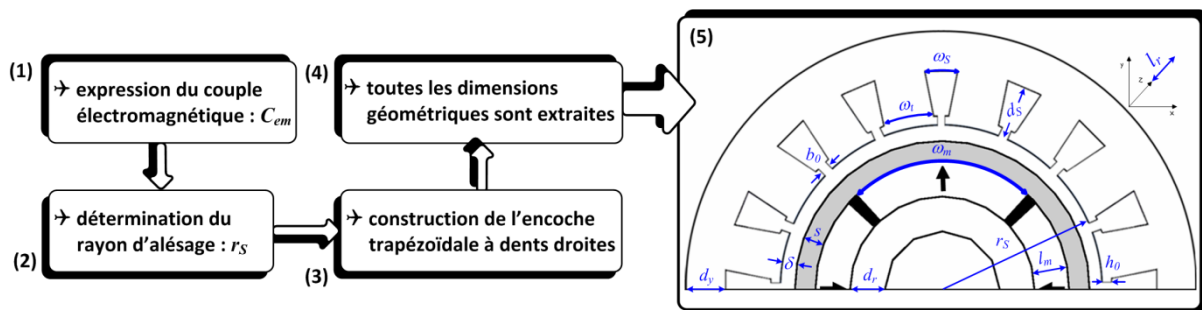 (1)
✈ expression du couple
électromagnétique : Cem
(2)
✈ détermination du
rayon d'alésage : rS
(3)
✈ construction de l'encoche
trapézoïdale à dents droites
(4)
✈ toutes les dimensions
géométriques sont extraites
(5)
ωS
ωt
dS
b0
ωm
s
δ
rS
lm
h0
dy
dr
y
z
x
lr